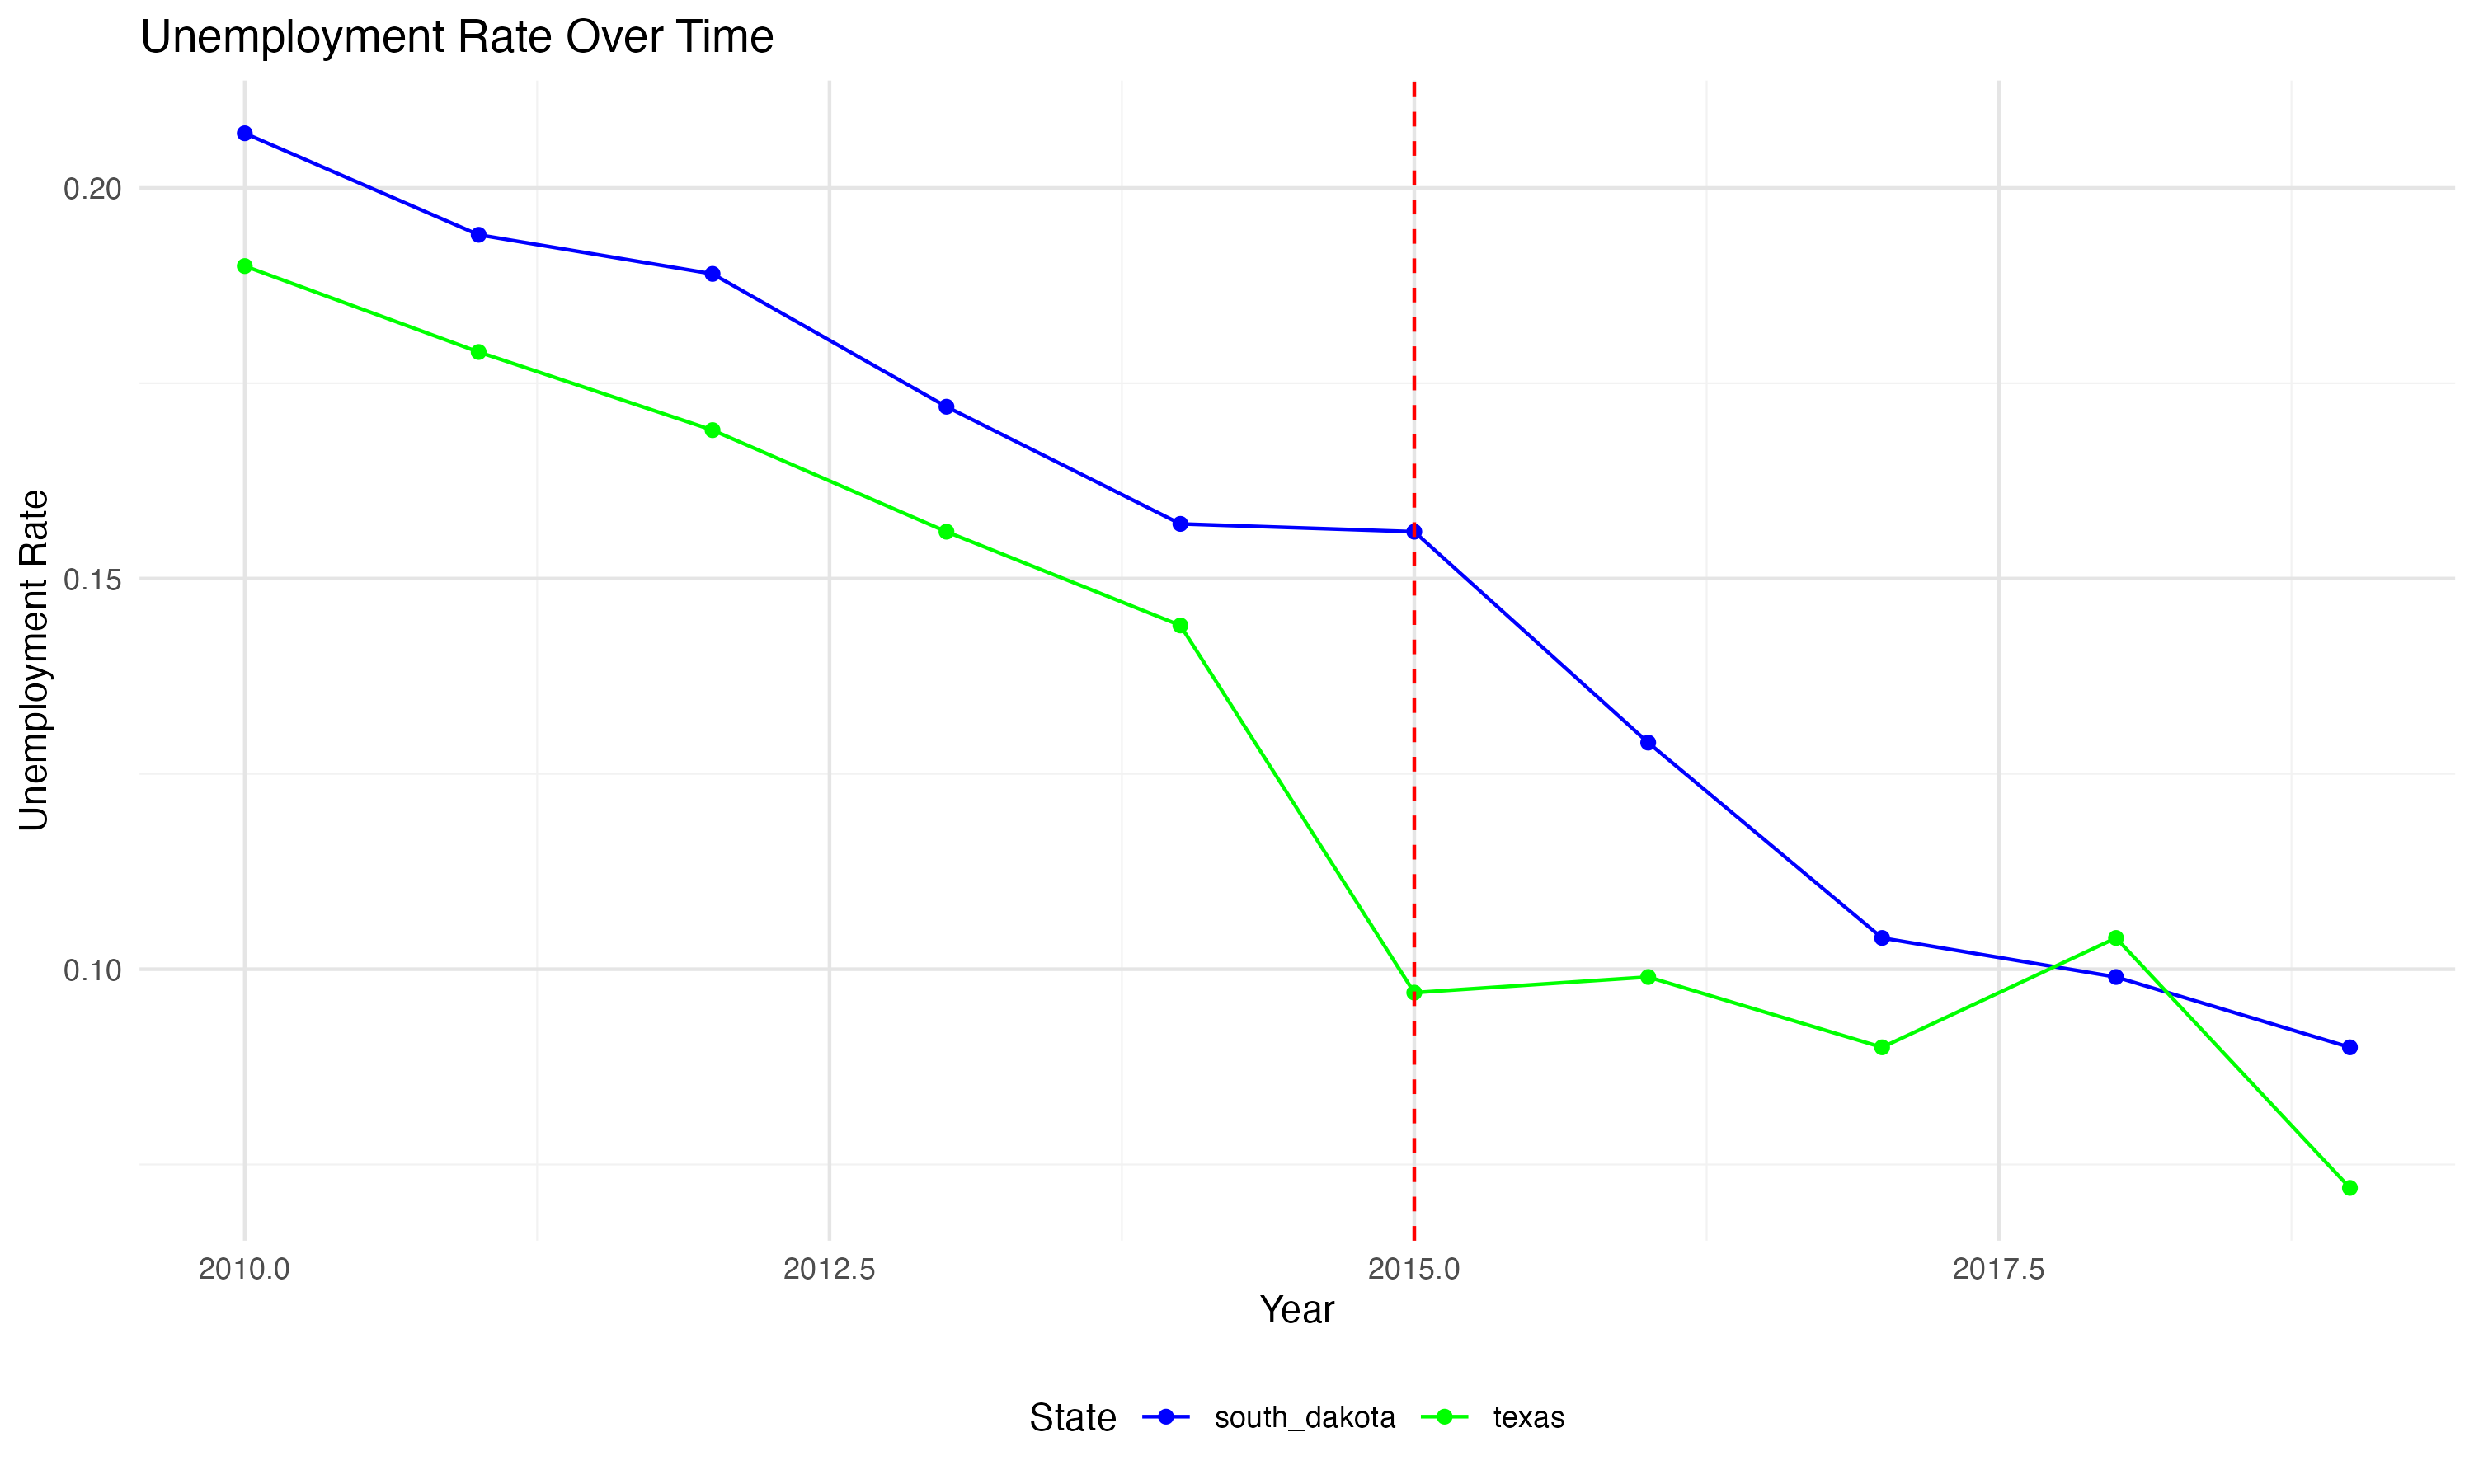 Unemployment Rate Over Time
Unemployment Rate
0.20
0.15
0.10
2010.0 2012.5 2015.0 2017.5
Year
State south_dakota texas